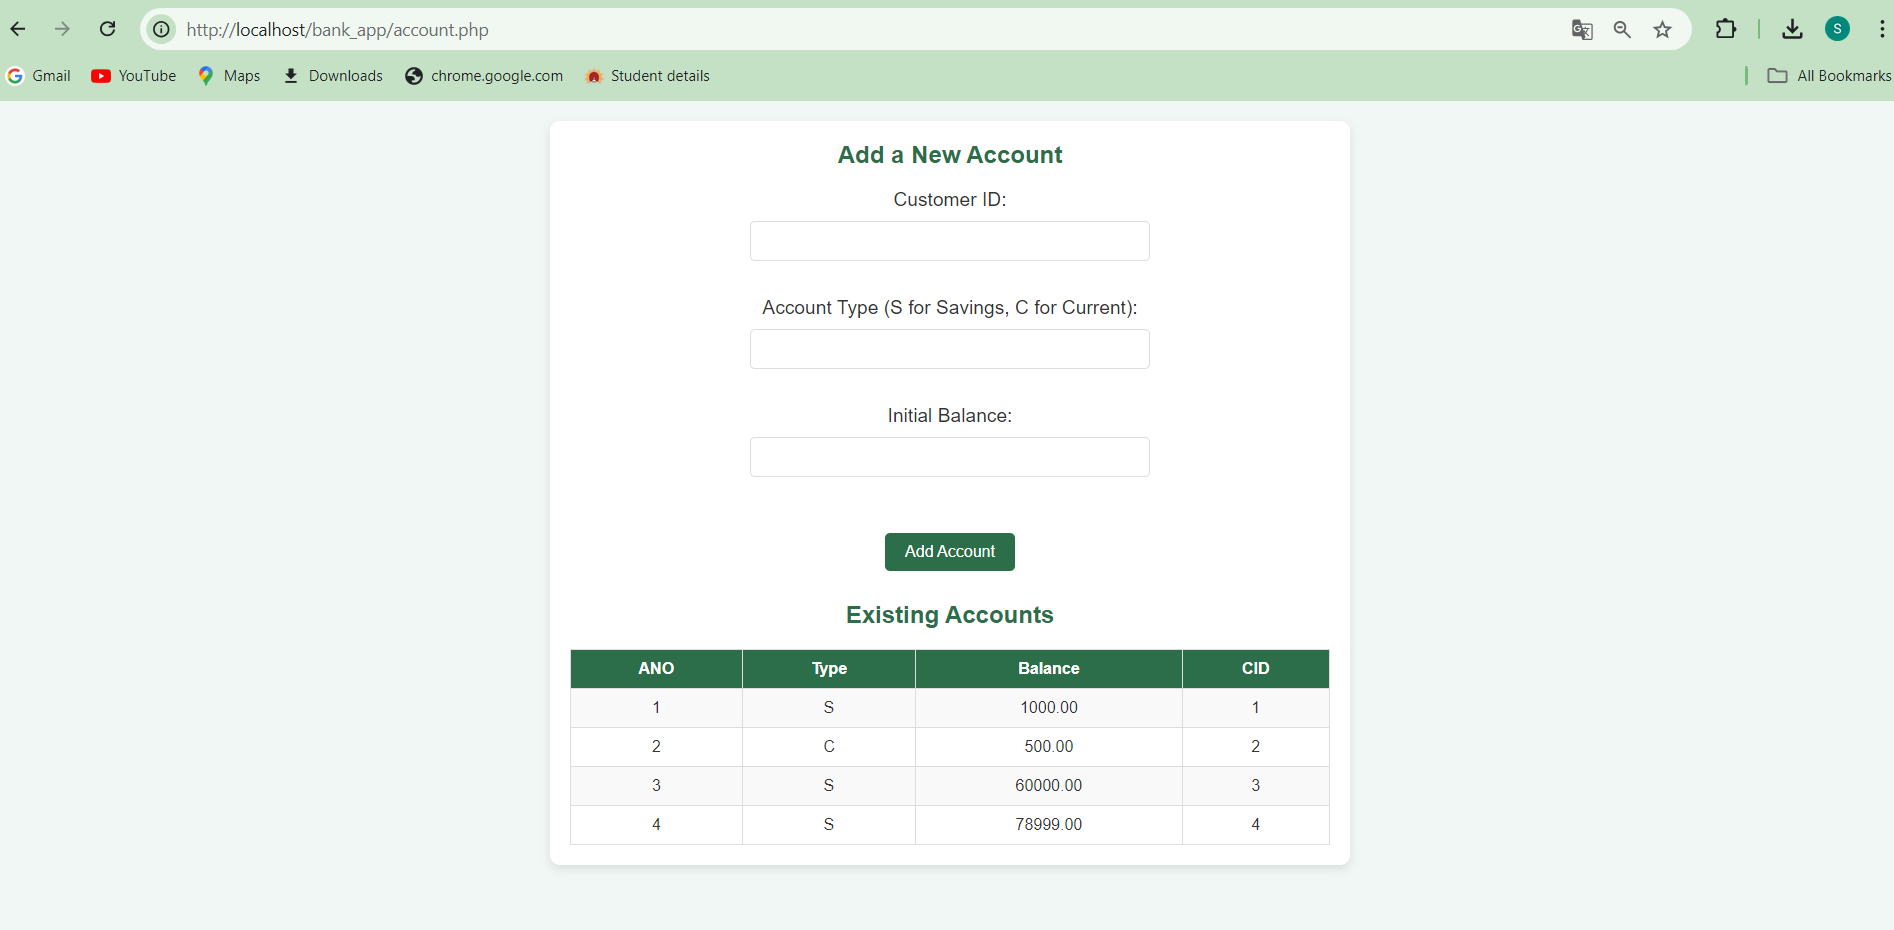 http://localhost/bank_app/account.php
S
Gmail YouTube Maps Downloads chrome.google.com Student details All Bookmarks
Add a New Account
Customer ID:
Account Type (S for Savings, C for Current):
Initial Balance:
Add Account
Existing Accounts
ANO Type Balance CID
1 S 1000.00 1
2 C 500.00 2
3 S 60000.00 3
4 S 78999.00 4